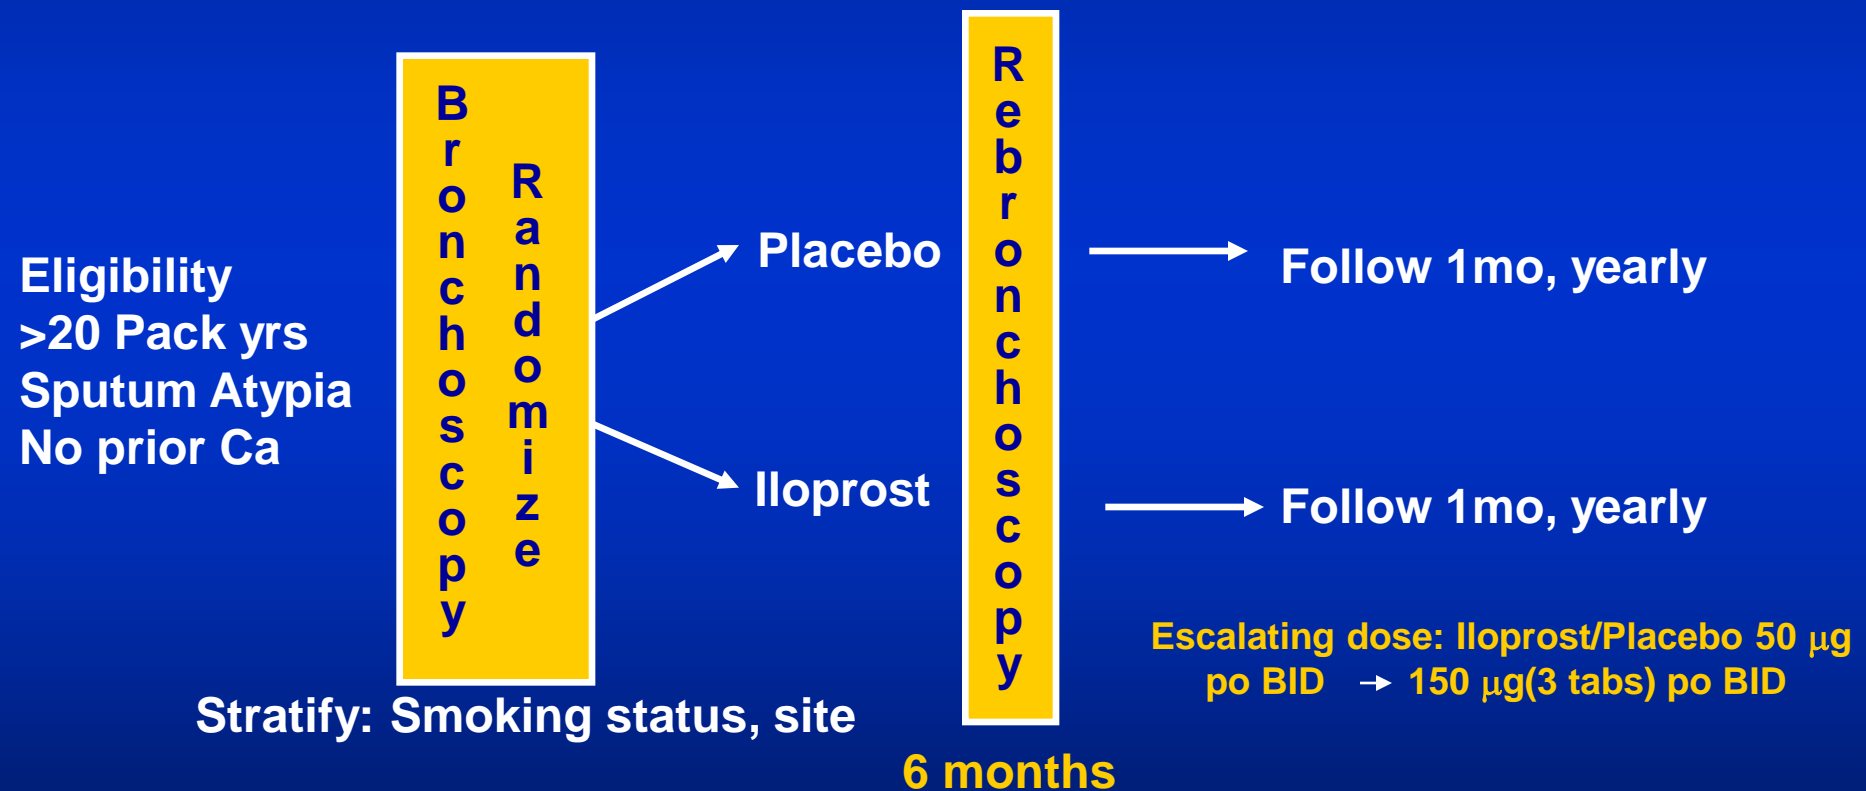 Eligibility
>20 Pack yrs
Sputum Atypia
No prior Ca
Bronchoscopy
Randomize
Stratify: Smoking status, site
Placebo
Iloprost
Rebronchoscopy
6 months
Follow 1mo, yearly
Follow 1mo, yearly
Escalating dose: Iloprost/Placebo 50 μg
po BID → 150 μg(3 tabs) po BID